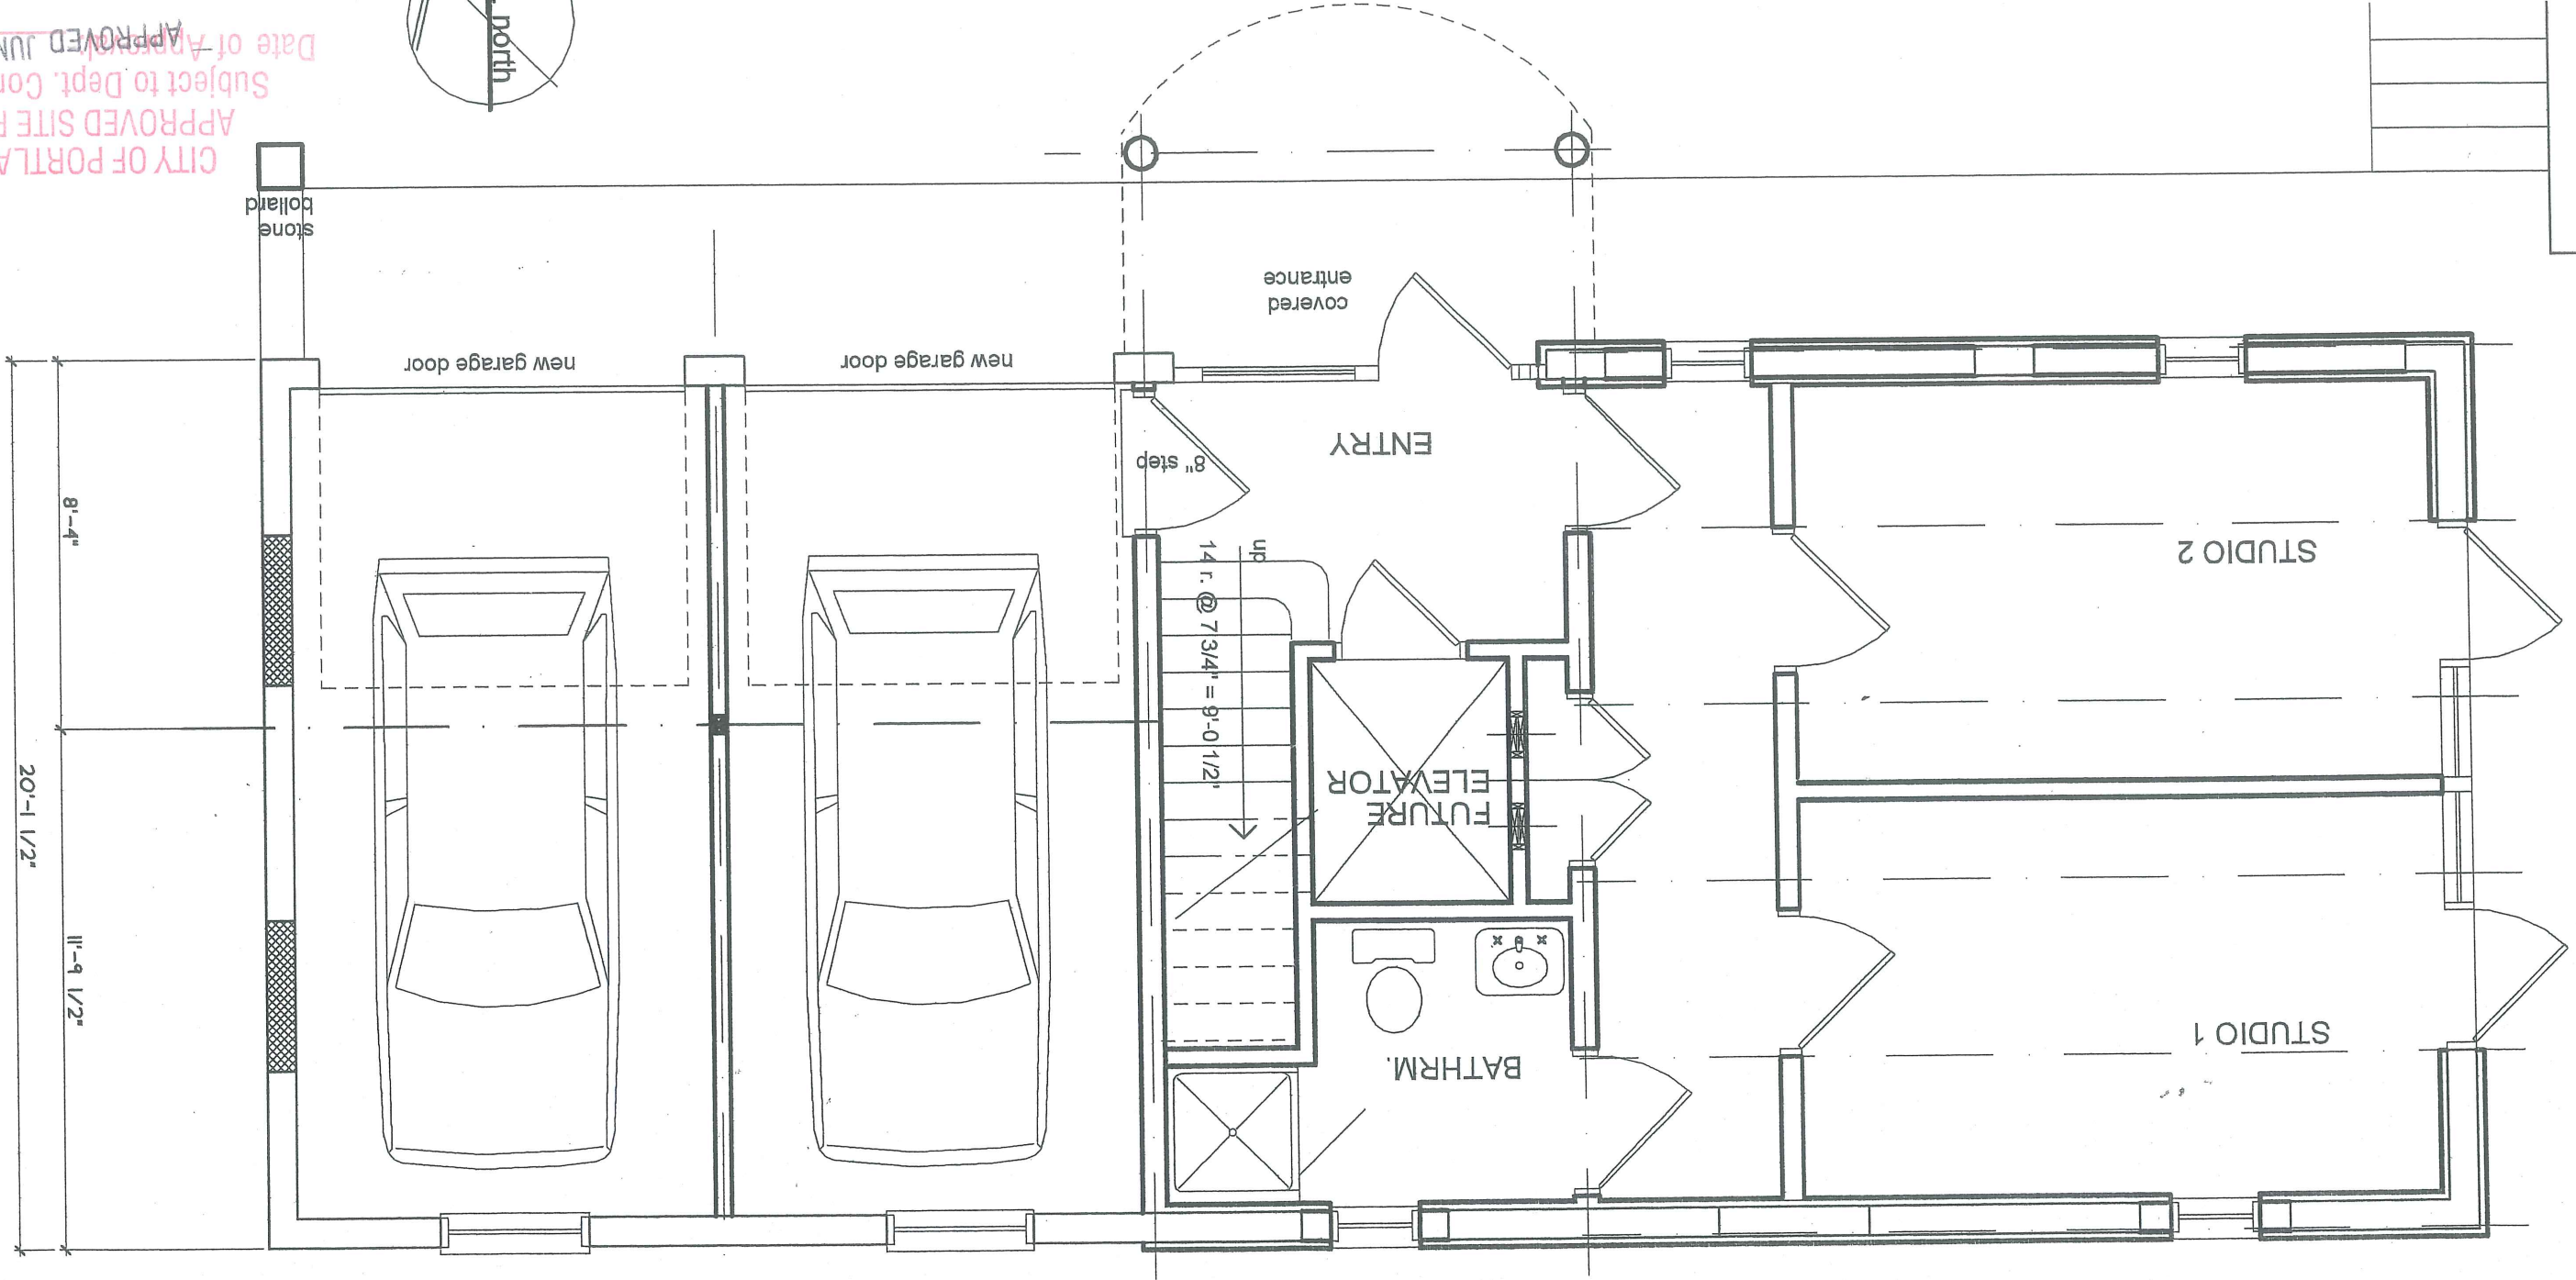 CITY OF PORTLA
APPROVED SITE
Subject to Dept. Con
Date of Approval:
APPROVED JUN
north
stone
bollard
new garage door
new garage door
covered
entrance
8" step
ENTRY
up
14 r. @ 7 3/4" = 9'-0 1/2"
FUTURE
ELEVATOR
BATHRM.
STUDIO 2
STUDIO 1
8'-4"
11'-9 1/2"
20'-1 1/2"